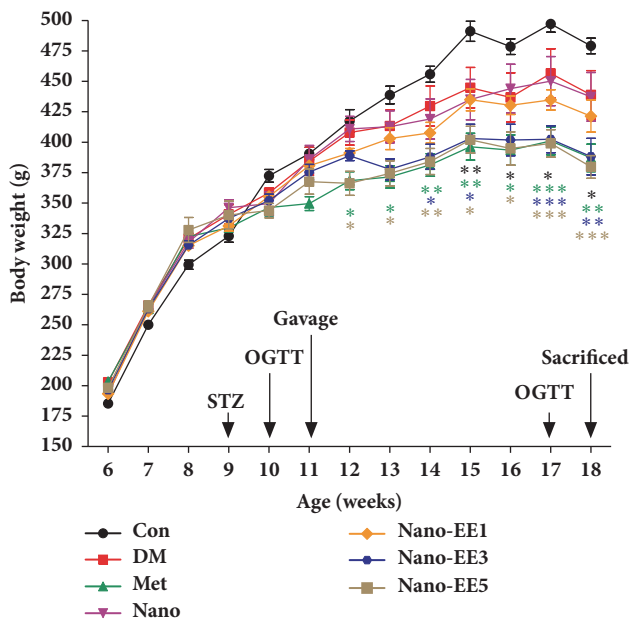 500
450
425
400
375
350
325
300
275
250
225
200
175
150
Body weight (g)
** ** * *
* * *
* *** *** ***
* ** ** ***
* *
* *
** * **
Gavage
OGTT
STZ
Sacrificed
OGTT
6 7 8 9 10 11 12 13 14 15 16 17 18
Age (weeks)
Con
DM
Met
Nano
Nano-EE1
Nano-EE3
Nano-EE5